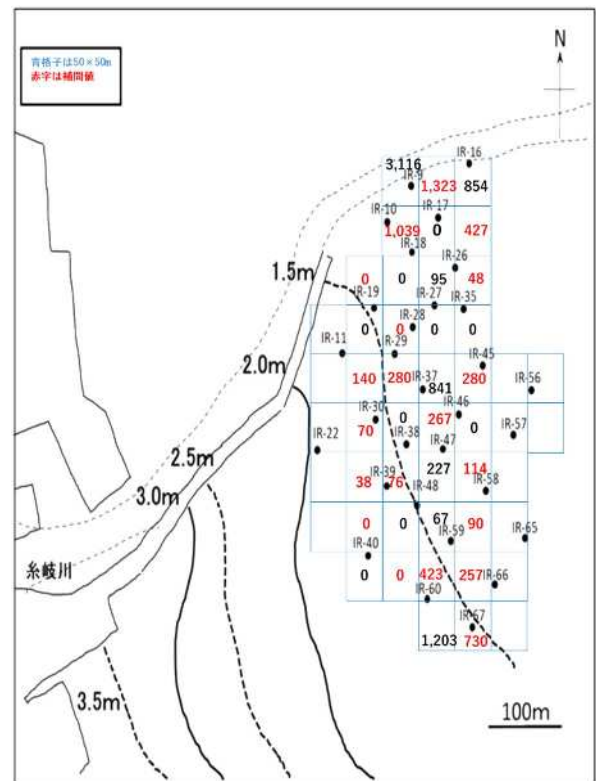 青格子は50×50m
赤字は補間値
N
IR-16
3,116
IR-9
1,323 854
IR-10 IR-17
1,039 0 427
IR-18
IR-26
1.5m
0 0 95 48
IR-19 IR-27 IR-35
IR-28
0 0 0 0
IR-11 IR-29
2.0m
IR-45
140 280 IR-37 280 IR-56
841
IR-30 0 267 IR-46 0
70
IR-38 IR-57
IR-22 IR-47
2.5m
227 114
3.0m
38 IR-39 76 IR-58
IR-48
0 0 67 90
IR-59 IR-65
糸岐川
IR-40
0 0 423 257 IR-66
IR-60
IR-67
1,203 730
3.5m
100m